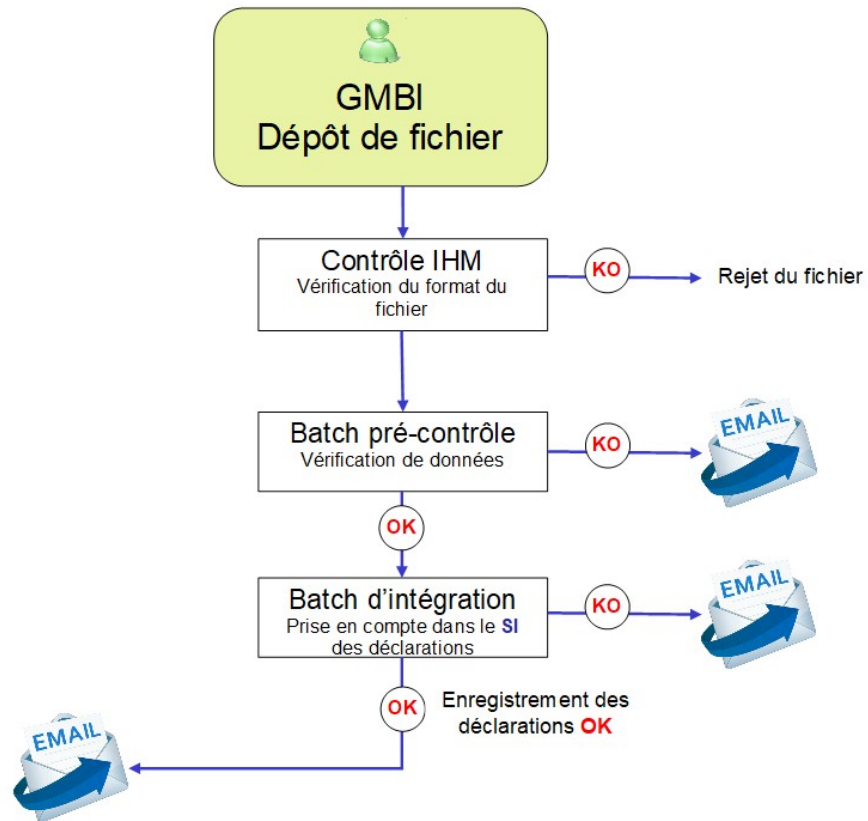 GMBI
Dépôt de fichier
Contrôle IHM
Vérification du format du
fichier
KO
Rejet du fichier
Batch pré-contrôle
Vérification de données
KO
EMAIL
OK
Batch d'intégration
Prise en compte dans le SI
des déclarations
KO
EMAIL
OK
Enregistrement des
déclarations OK
EMAIL